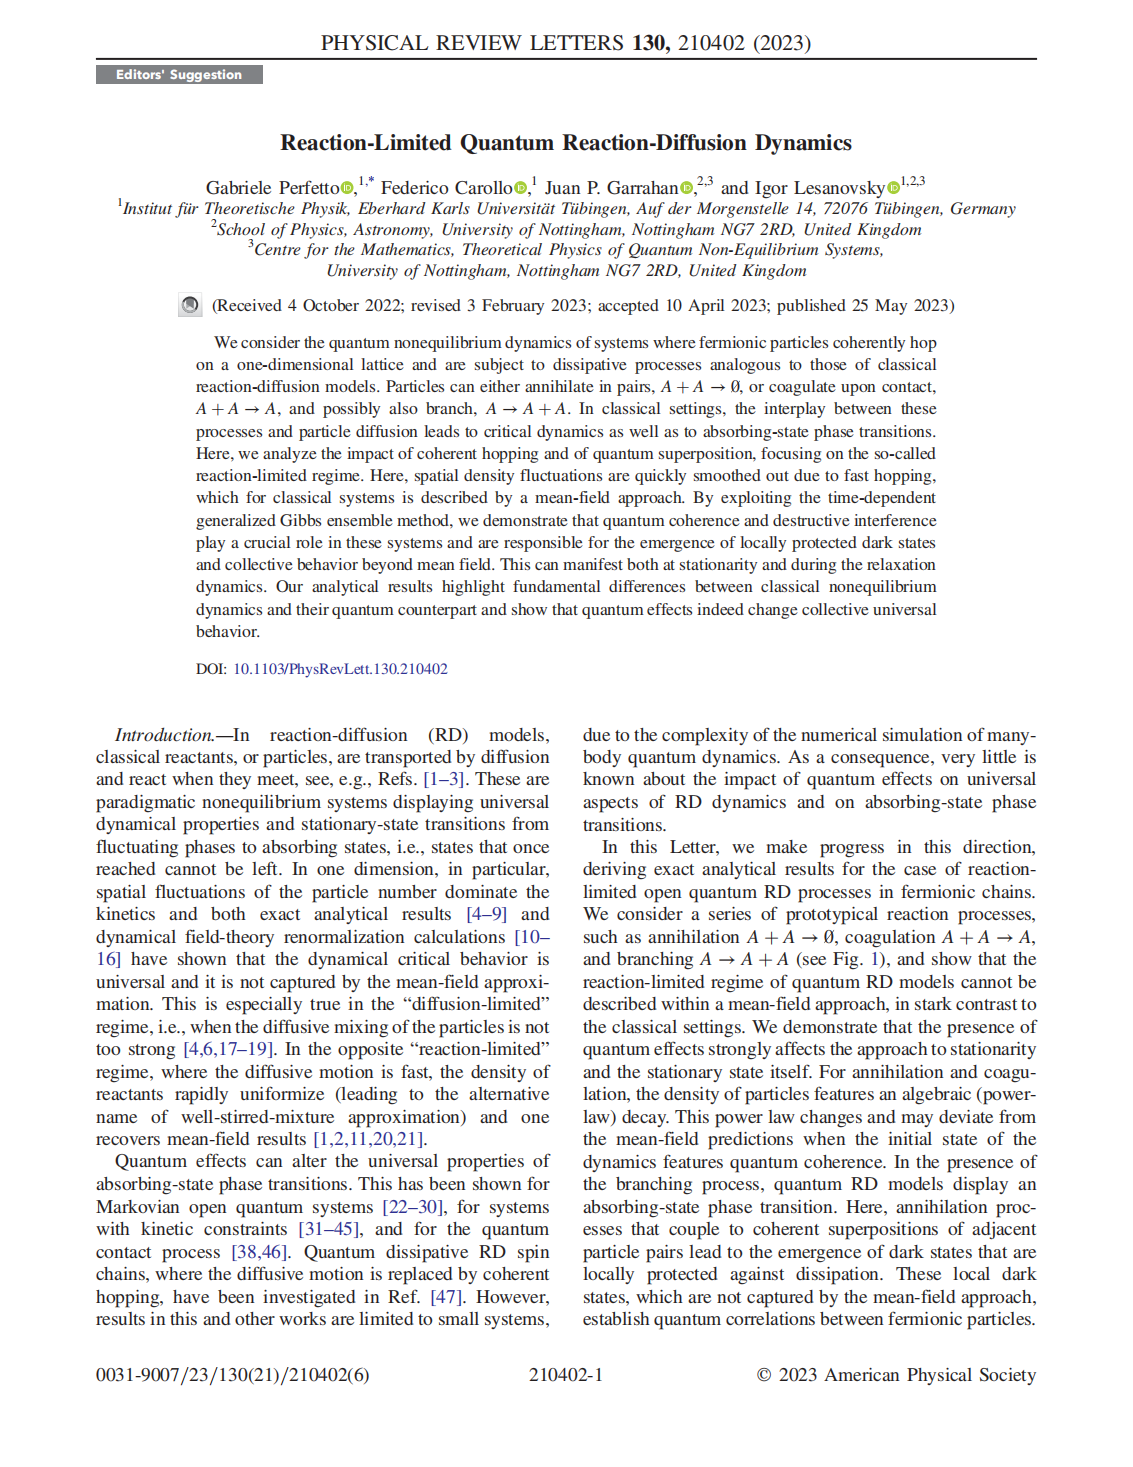 PHYSICAL REVIEW LETTERS 130, 210402 (2023)
Editors' Suggestion
Reaction-Limited Quantum Reaction-Diffusion Dynamics
Gabriele Perfetto,1,* Federico Carollo,1 Juan P. Garrahan,2,3 and Igor Lesanovsky1,2,3
1Institut für Theoretische Physik, Eberhard Karls Universität Tübingen, Auf der Morgenstelle 14, 72076 Tübingen, Germany
2School of Physics, Astronomy, University of Nottingham, Nottingham NG7 2RD, United Kingdom
3Centre for the Mathematics, Theoretical Physics of Quantum Non-Equilibrium Systems,
University of Nottingham, Nottingham NG7 2RD, United Kingdom
(Received 4 October 2022; revised 3 February 2023; accepted 10 April 2023; published 25 May 2023)
We consider the quantum nonequilibrium dynamics of systems where fermionic particles coherently hop
on a one-dimensional lattice and are subject to dissipative processes analogous to those of classical
reaction-diffusion models. Particles can either annihilate in pairs, A + A → ∅, or coagulate upon contact,
A + A → A, and possibly also branch, A → A + A. In classical settings, the interplay between these
processes and particle diffusion leads to critical dynamics as well as to absorbing-state phase transitions.
Here, we analyze the impact of coherent hopping and of quantum superposition, focusing on the so-called
reaction-limited regime. Here, spatial density fluctuations are quickly smoothed out due to fast hopping,
which for classical systems is described by a mean-field approach. By exploiting the time-dependent
generalized Gibbs ensemble method, we demonstrate that quantum coherence and destructive interference
play a crucial role in these systems and are responsible for the emergence of locally protected dark states
and collective behavior beyond mean field. This can manifest both at stationarity and during the relaxation
dynamics. Our analytical results highlight fundamental differences between classical nonequilibrium
dynamics and their quantum counterpart and show that quantum effects indeed change collective universal
behavior.
DOI: 10.1103/PhysRevLett.130.210402
Introduction.—In reaction-diffusion (RD) models,
classical reactants, or particles, are transported by diffusion
and react when they meet, see, e.g., Refs. [1–3]. These are
paradigmatic nonequilibrium systems displaying universal
dynamical properties and stationary-state transitions from
fluctuating phases to absorbing states, i.e., states that once
reached cannot be left. In one dimension, in particular,
spatial fluctuations of the particle number dominate the
kinetics and both exact analytical results [4–9] and
dynamical field-theory renormalization calculations [10–
16] have shown that the dynamical critical behavior is
universal and it is not captured by the mean-field approxi-
mation. This is especially true in the “diffusion-limited”
regime, i.e., when the diffusive mixing of the particles is not
too strong [4,6,17–19]. In the opposite “reaction-limited”
regime, where the diffusive motion is fast, the density of
reactants rapidly uniformize (leading to the alternative
name of well-stirred-mixture approximation) and one
recovers mean-field results [1,2,11,20,21].
Quantum effects can alter the universal properties of
absorbing-state phase transitions. This has been shown for
Markovian open quantum systems [22–30], for systems
with kinetic constraints [31–45], and for the quantum
contact process [38,46]. Quantum dissipative RD spin
chains, where the diffusive motion is replaced by coherent
hopping, have been investigated in Ref. [47]. However,
results in this and other works are limited to small systems,
due to the complexity of the numerical simulation of many-
body quantum dynamics. As a consequence, very little is
known about the impact of quantum effects on universal
aspects of RD dynamics and on absorbing-state phase
transitions.
In this Letter, we make progress in this direction,
deriving exact analytical results for the case of reaction-
limited open quantum RD processes in fermionic chains.
We consider a series of prototypical reaction processes,
such as annihilation A + A → ∅, coagulation A + A → A,
and branching A → A + A (see Fig. 1), and show that the
reaction-limited regime of quantum RD models cannot be
described within a mean-field approach, in stark contrast to
the classical settings. We demonstrate that the presence of
quantum effects strongly affects the approach to stationarity
and the stationary state itself. For annihilation and coagu-
lation, the density of particles features an algebraic (power-
law) decay. This power law changes and may deviate from
the mean-field predictions when the initial state of the
dynamics features quantum coherence. In the presence of
the branching process, quantum RD models display an
absorbing-state phase transition. Here, annihilation proc-
esses that couple to coherent superpositions of adjacent
particle pairs lead to the emergence of dark states that are
locally protected against dissipation. These local dark
states, which are not captured by the mean-field approach,
establish quantum correlations between fermionic particles.
0031-9007/23/130(21)/210402(6)
210402-1
© 2023 American Physical Society